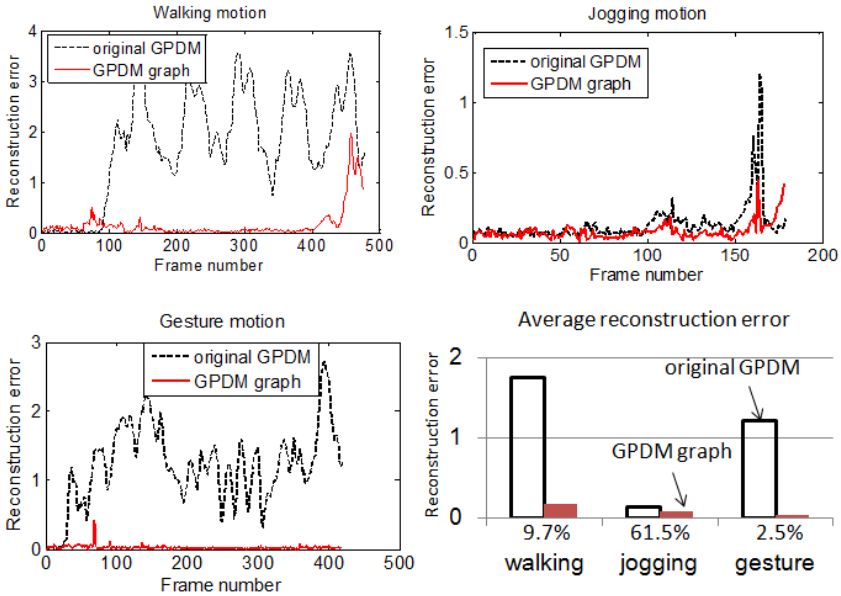 Walking motion
4
3
2
1
0
0 100 200 300 400 500
Reconstruction error
Frame number
original GPDM
GPDM graph
Jogging motion
1.5
1
0.5
0
0 50 100 150 200
Reconstruction error
Frame number
original GPDM
GPDM graph
Gesture motion
3
2
1
0
0 100 200 300 400 500
Reconstruction error
Frame number
original GPDM
GPDM graph
Average reconstruction error
2
1
0
Reconstruction error
original GPDM
GPDM graph
9.7% 61.5% 2.5%
walking jogging gesture